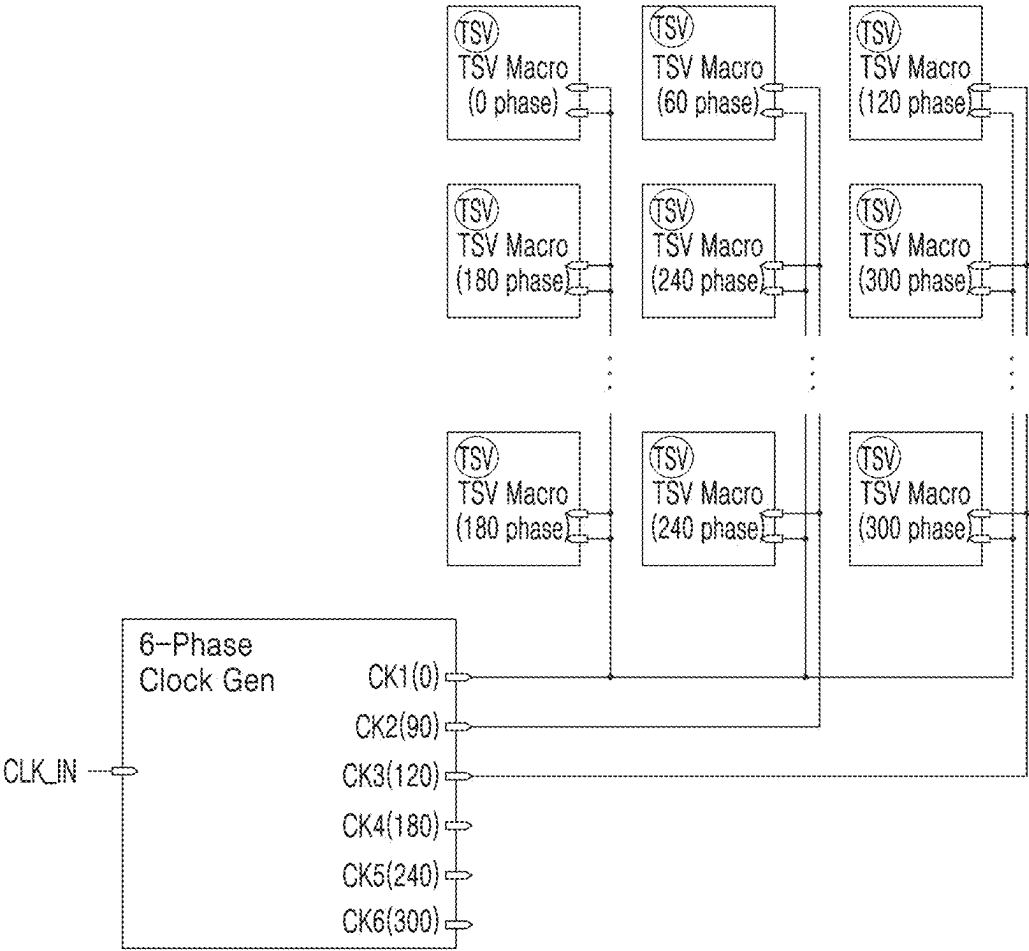 TSV
TSV Macro
(0 phase)
TSV
TSV Macro
(60 phase)
TSV
TSV Macro
(120 phase)
TSV
TSV Macro
(180 phase)
TSV
TSV Macro
(240 phase)
TSV
TSV Macro
(300 phase)
TSV
TSV Macro
(180 phase)
TSV
TSV Macro
(240 phase)
TSV
TSV Macro
(300 phase)
6-Phase
Clock Gen
CK1(0)
CK2(90)
CLK_IN
CK3(120)
CK4(180)
CK5(240)
CK6(300)